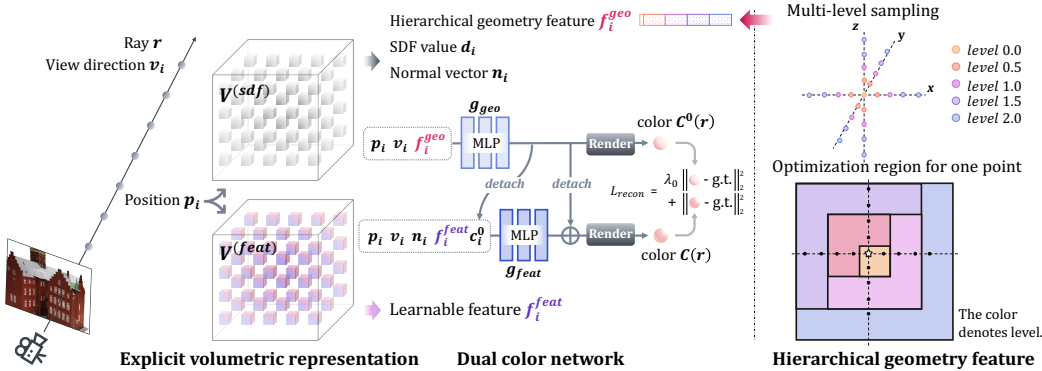 Ray r
View direction v_i
Position p_i
V^(sdf)
V^(feat)
Explicit volumetric representation
Hierarchical geometry feature f_i^geo
SDF value d_i
Normal vector n_i
g_geo
p_i v_i f_i^geo
MLP
Render
color C^0(r)
detach
detach
L_recon = λ_0 ‖ - g.t.‖_2^2
+ ‖ - g.t.‖_2^2
p_i v_i n_i f_i^feat c_i^0
MLP
Render
g_feat
color C(r)
Learnable feature f_i^feat
Dual color network
Multi-level sampling
z
y
x
level 0.0
level 0.5
level 1.0
level 1.5
level 2.0
Optimization region for one point
The color
denotes level.
Hierarchical geometry feature